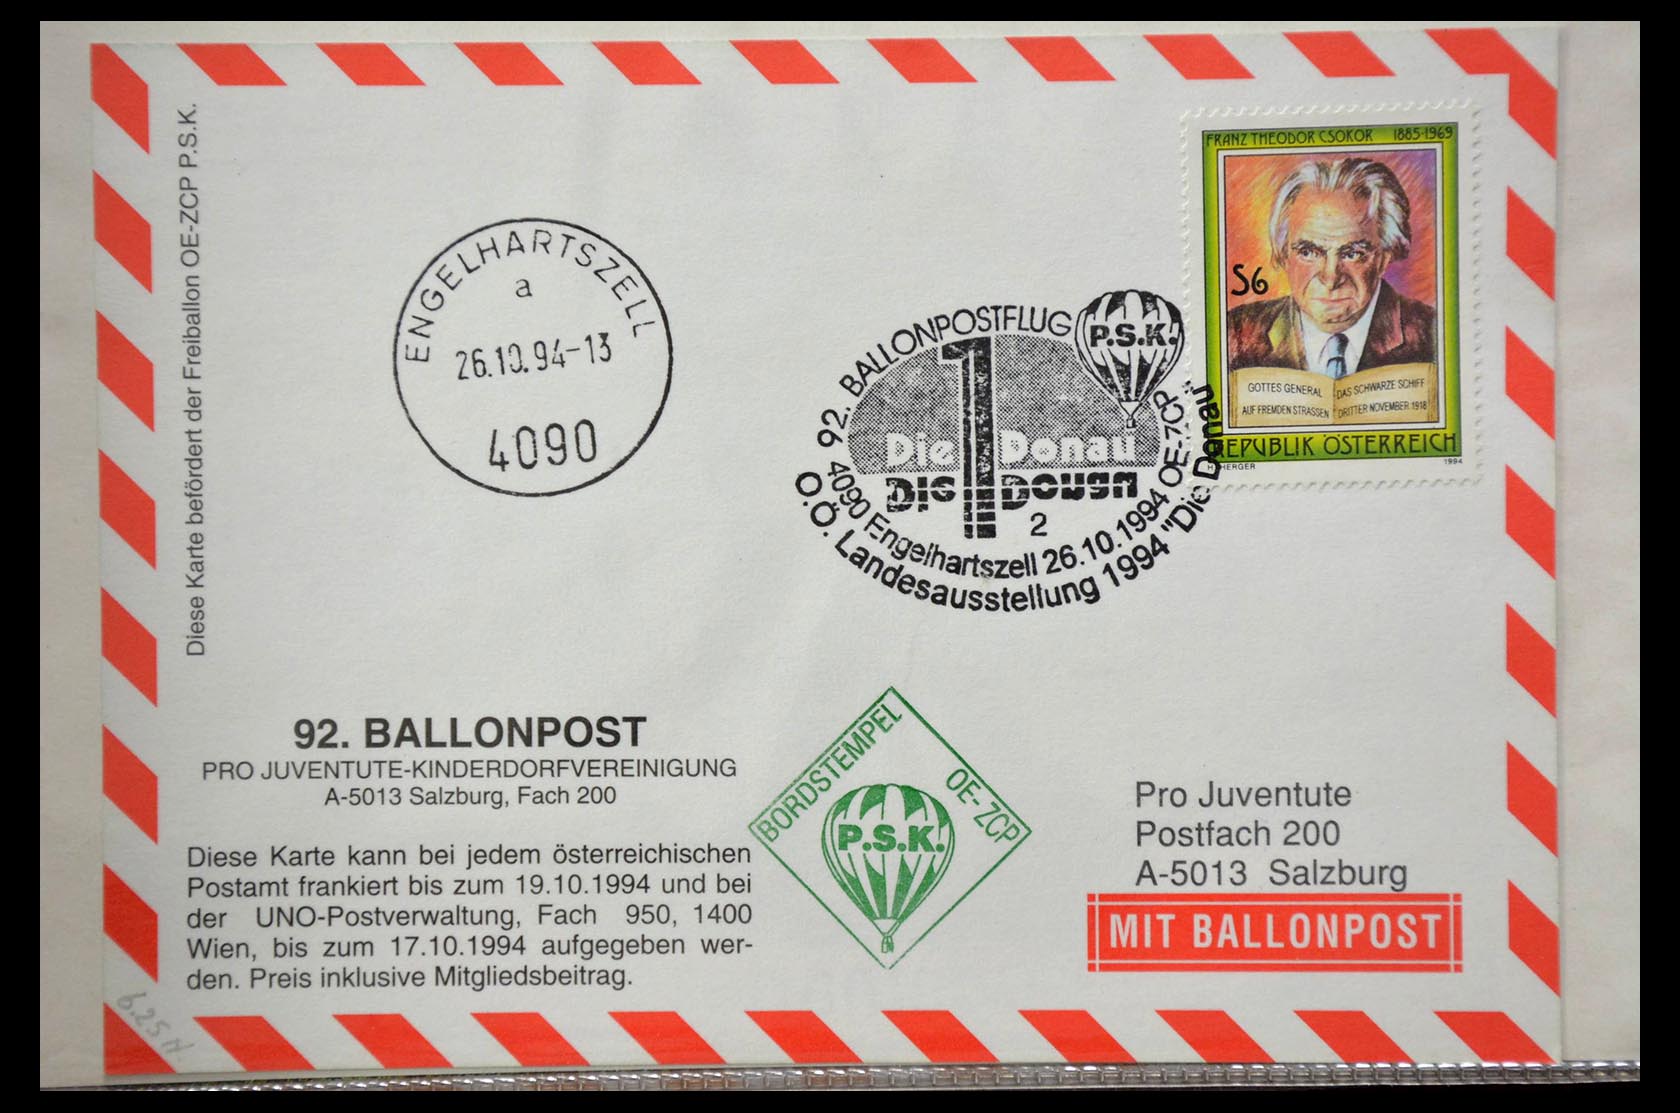 Diese Karte befördert der Freiballon OE-ZCP P.S.K.
ENGELHARTSZELL
a
26.10.94-13
4090
92. BALLONPOSTFLUG
P.S.K.
1
Die Donau
Die Donau
2
4090 Engelhartszell 26.10.1994 OE-ZCP
O.Ö. Landesausstellung 1994 "Die Donau"
FRANZ THEODOR CSOKOR 1885-1969
S6
GOTTES GENERAL
AUF FREMDEN STRASSEN
DAS SCHWARZE SCHIFF
DRITTER NOVEMBER 1918
REPUBLIK ÖSTERREICH
H. HERGER 1994
92. BALLONPOST
PRO JUVENTUTE-KINDERDORFVEREINIGUNG
A-5013 Salzburg, Fach 200
Diese Karte kann bei jedem österreichischen
Postamt frankiert bis zum 19.10.1994 und bei
der UNO-Postverwaltung, Fach 950, 1400
Wien, bis zum 17.10.1994 aufgegeben wer-
den. Preis inklusive Mitgliedsbeitrag.
BORDSTEMPEL
OE-ZCP
P.S.K.
Pro Juventute
Postfach 200
A-5013 Salzburg
MIT BALLONPOST